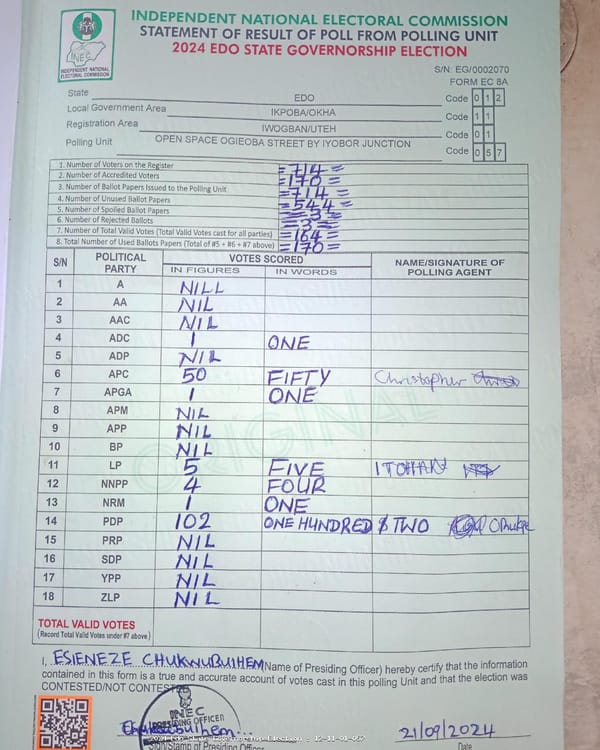 INDEPENDENT NATIONAL ELECTORAL COMMISSION
STATEMENT OF RESULT OF POLL FROM POLLING UNIT
2024 EDO STATE GOVERNORSHIP ELECTION
INEC
INDEPENDENT NATIONAL
ELECTORAL COMMISSION
S/N: EG/0002070
FORM EC 8A
State EDO Code 0 1 2
Local Government Area IKPOBA/OKHA Code 1 1
Registration Area IWOGBAN/UTEH Code 0 1
Polling Unit OPEN SPACE OGIEOBA STREET BY IYOBOR JUNCTION Code 0 5 7
1. Number of Voters on the Register =714=
2. Number of Accredited Voters =170=
3. Number of Ballot Papers Issued to the Polling Unit =714=
4. Number of Unused Ballot Papers =544=
5. Number of Spoiled Ballot Papers =3=
6. Number of Rejected Ballots =3=
7. Number of Total Valid Votes (Total Valid Votes cast for all parties) =164=
8. Total Number of Used Ballots Papers (Total of #5 + #6 + #7 above) =170=
S/N POLITICAL PARTY VOTES SCORED NAME/SIGNATURE OF POLLING AGENT
IN FIGURES IN WORDS
1 A NILL
2 AA NIL
3 AAC NIL
4 ADC 1 ONE
5 ADP NIL
6 APC 50 FIFTY Christopher
7 APGA 1 ONE
8 APM NIL
9 APP NIL
10 BP NIL
11 LP 5 FIVE ITOHAN
12 NNPP 4 FOUR
13 NRM 1 ONE
14 PDP 102 ONE HUNDRED & TWO
15 PRP NIL
16 SDP NIL
17 YPP NIL
18 ZLP NIL
ORIGINAL
TOTAL VALID VOTES
(Record Total Valid Votes under #7 above)
I, ESIENEZE CHUKWUBUIHEM (Name of Presiding Officer) hereby certify that the information
contained in this form is a true and accurate account of votes cast in this polling Unit and that the election was
CONTESTED/NOT CONTESTED
INEC
PRESIDING OFFICER
21/09/2024
Sign/Stamp of Presiding Officer Date